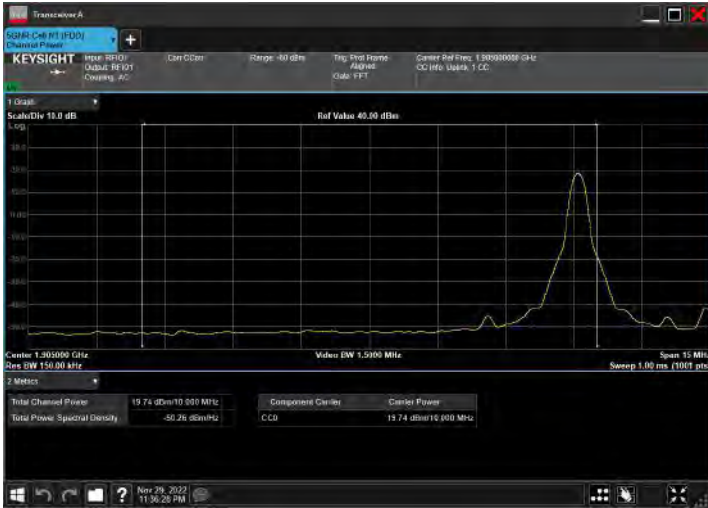 Transceiver A
5GNR-Cell N1 (FDD)
Channel Power
KEYSIGHT
Input: RFIO1
Output: RFIO1
Coupling: AC
Corr CCorr
Range: -60 dBm
Trig: Prot Frame
Aligned
Gate: FFT
Carrier Ref Freq: 1.905000000 GHz
CC Info: Uplink, 1 CC
1 Graph
Scale/Div 10.0 dB
Ref Value 40.00 dBm
Log
Center 1.905000 GHz
Res BW 150.00 kHz
Video BW 1.5000 MHz
Span 15 MHz
Sweep 1.00 ms (1001 pts
2 Metrics
Total Channel Power
19.74 dBm/10.000 MHz
Total Power Spectral Density
-50.26 dBm/Hz
Component Carrier
Carrier Power
CC0
19.74 dBm/10.000 MHz
?
Nov 29, 2022
11:36:28 PM